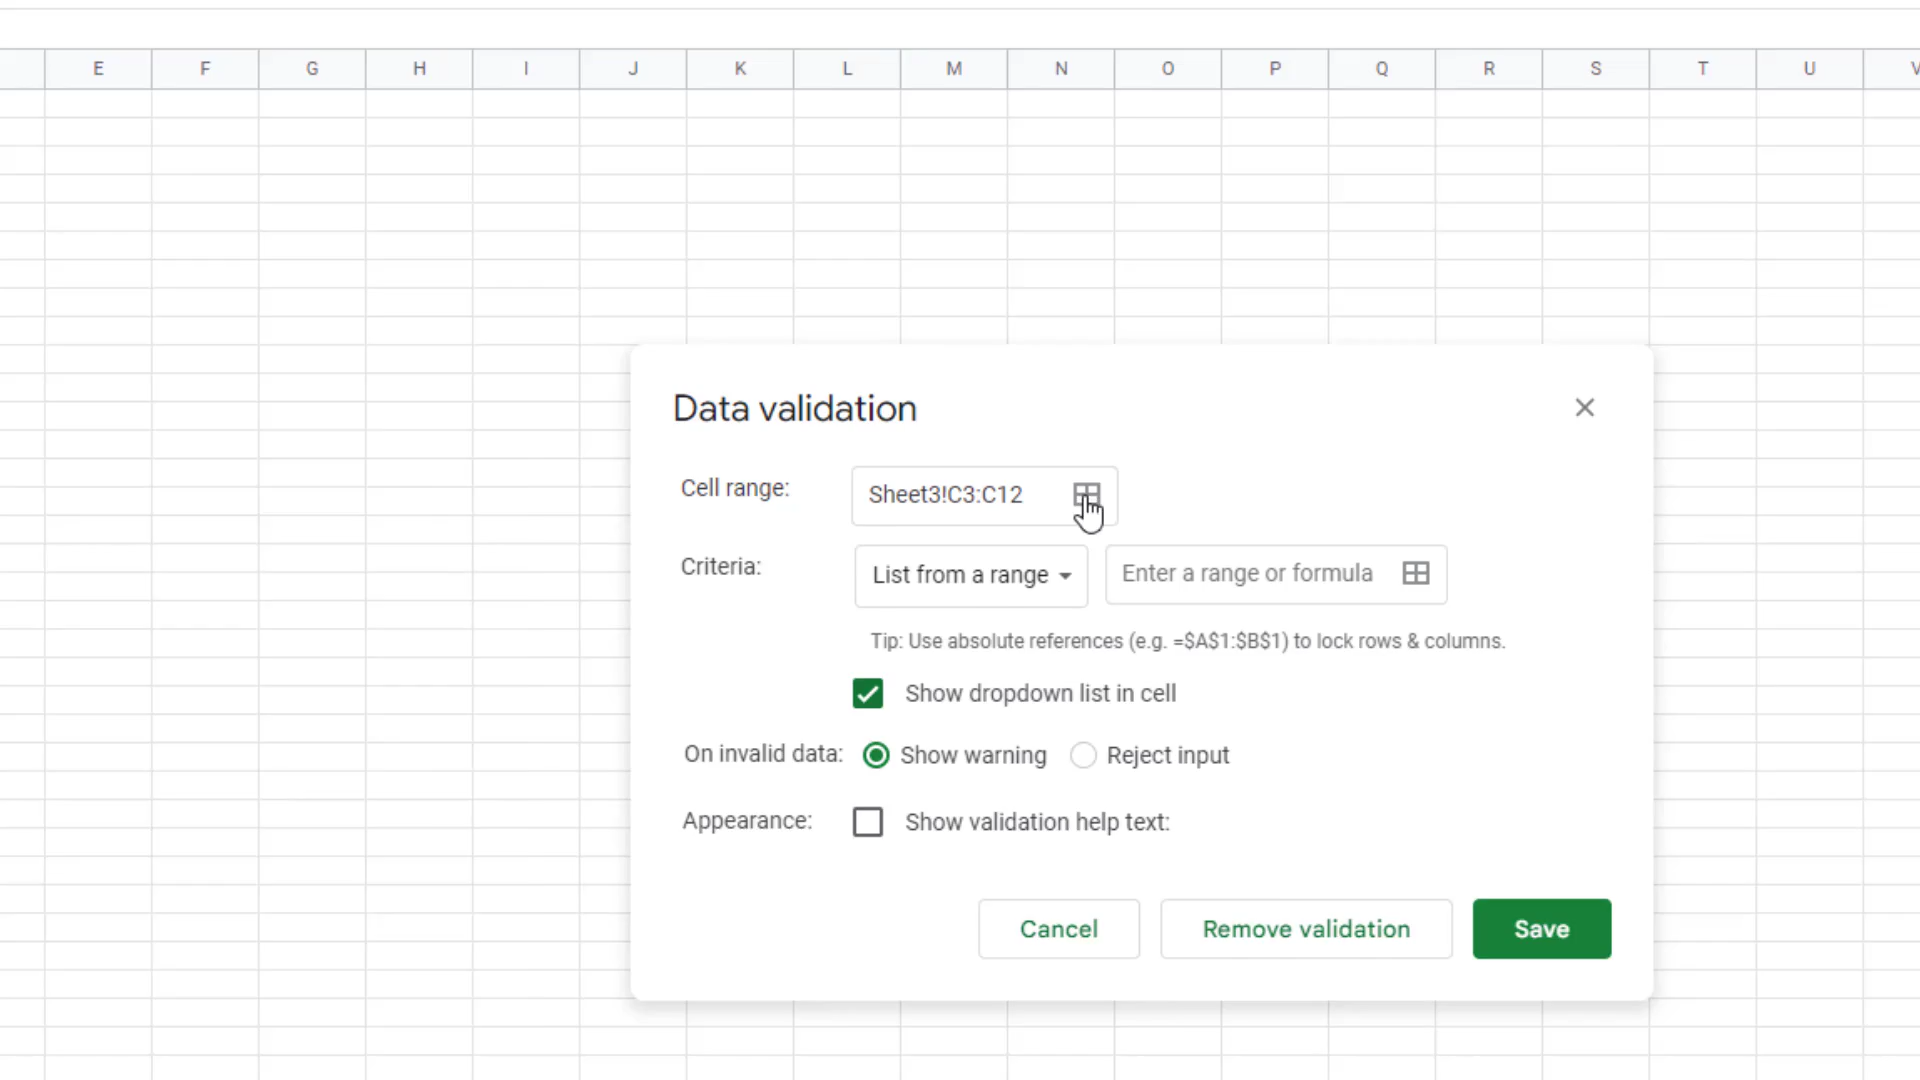 E F G H I J K L M N O P Q R S T U V
Data validation
Cell range: Sheet3!C3:C12
Criteria: List from a range Enter a range or formula
Tip: Use absolute references (e.g. =$A$1:$B$1) to lock rows & columns.
Show dropdown list in cell
On invalid data: Show warning Reject input
Appearance: Show validation help text:
Cancel Remove validation Save